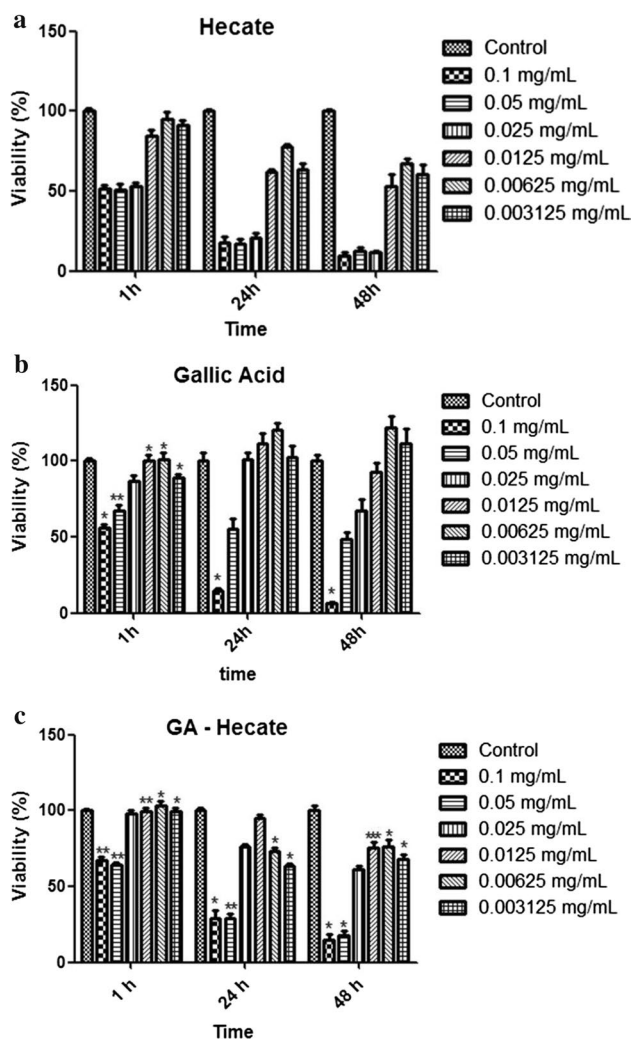 a
Hecate
Viability (%)
150
100
50
0
1h
24h
48h
Time
Control
0.1 mg/mL
0.05 mg/mL
0.025 mg/mL
0.0125 mg/mL
0.00625 mg/mL
0.003125 mg/mL
b
Gallic Acid
Viability (%)
150
100
50
0
* ** * * *
*
*
1h
24h
48h
time
Control
0.1 mg/mL
0.05 mg/mL
0.025 mg/mL
0.0125 mg/mL
0.00625 mg/mL
0.003125 mg/mL
c
GA - Hecate
Viability (%)
150
100
50
0
** ** ** * *
* ** * *
* * *** * *
1 h
24 h
48 h
Time
Control
0.1 mg/mL
0.05 mg/mL
0.025 mg/mL
0.0125 mg/mL
0.00625 mg/mL
0.003125 mg/mL